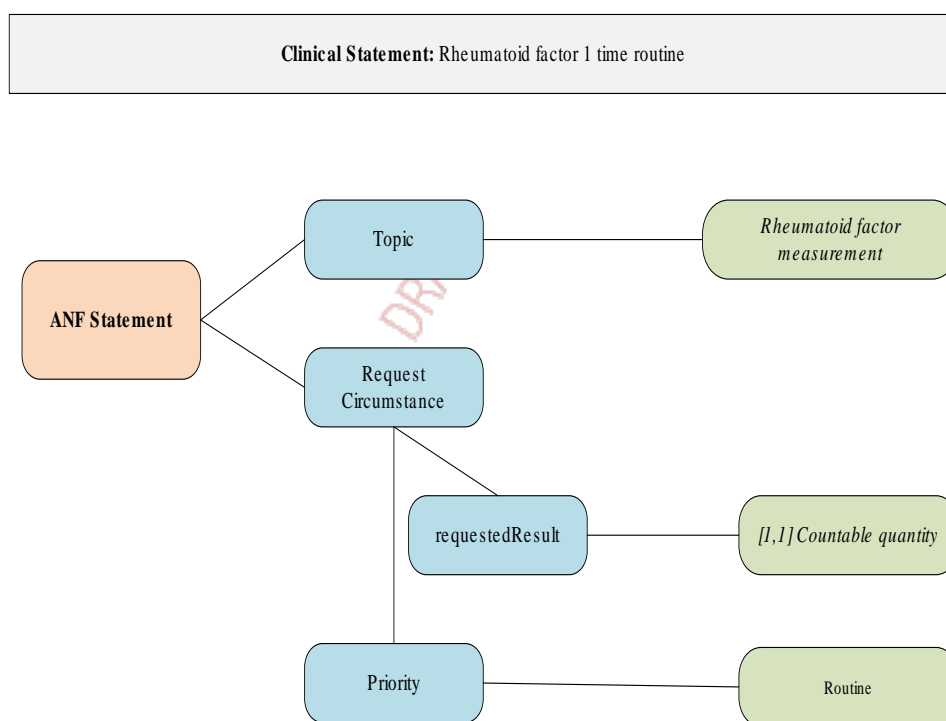 Clinical Statement: Rheumatoid factor 1 time routine
Topic
Rheumatoid factor
measurement
ANF Statement
Request
Circumstance
requestedResult
[1,1] Countable quantity
Priority
Routine